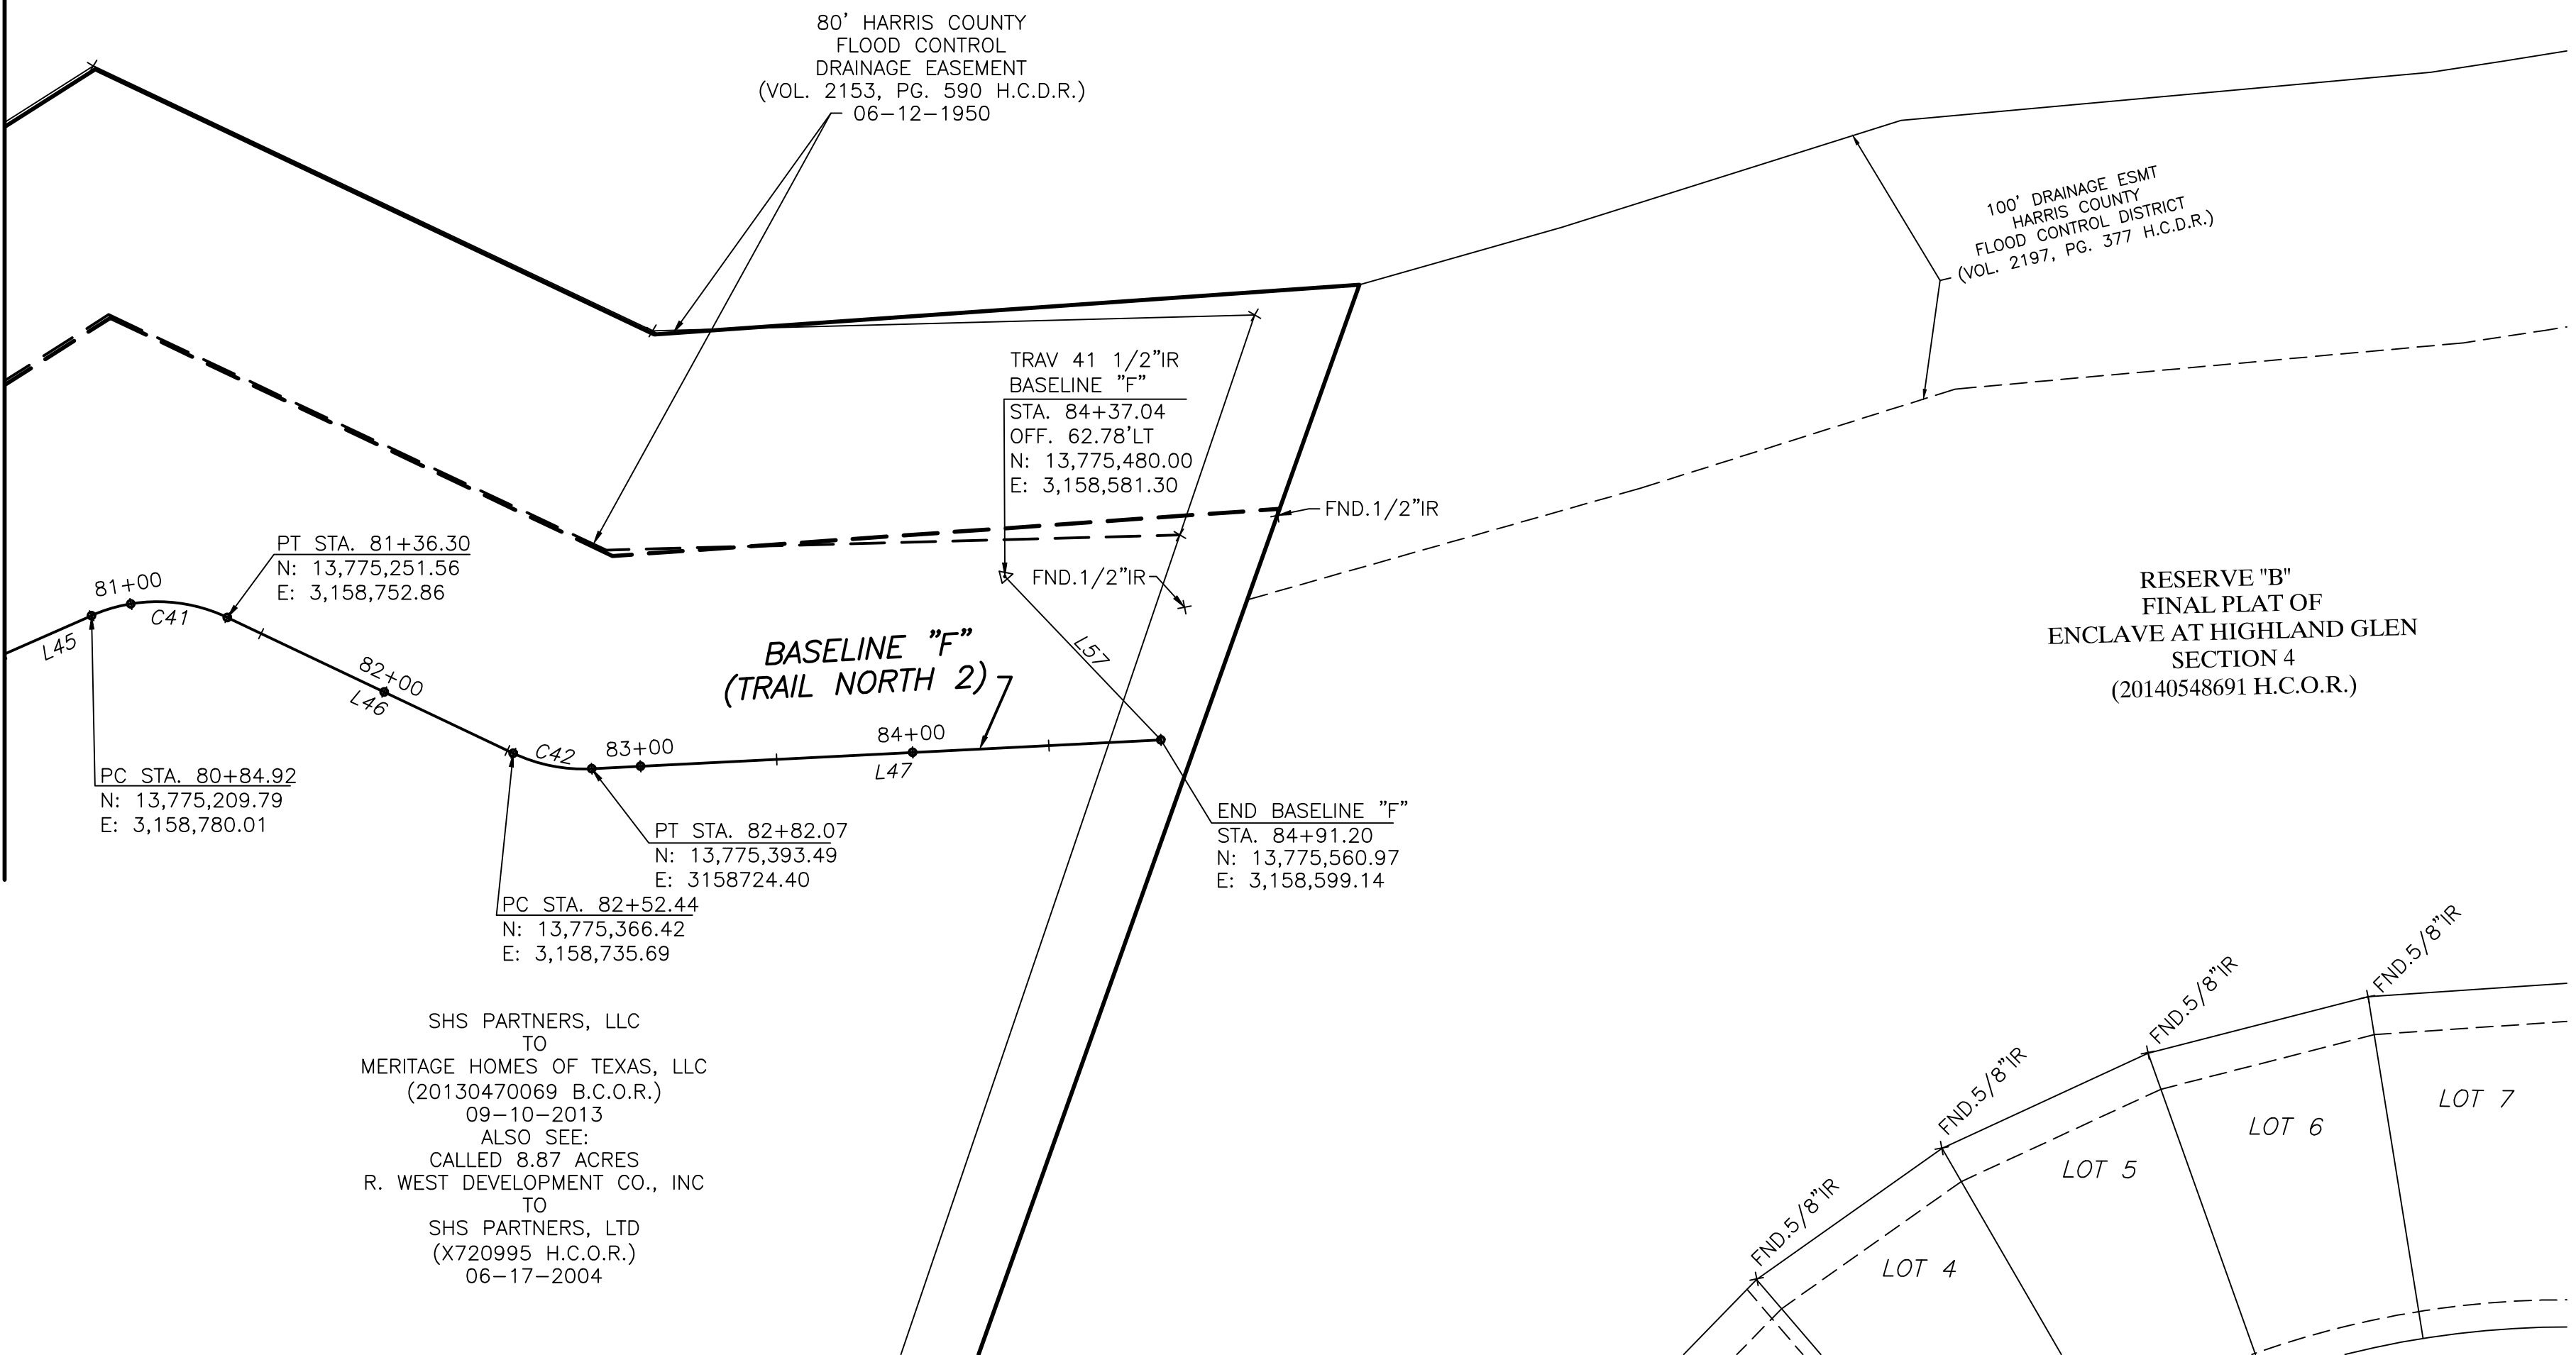 80' HARRIS COUNTY
FLOOD CONTROL
DRAINAGE EASEMENT
(VOL. 2153, PG. 590 H.C.D.R.)
06-12-1950
100' DRAINAGE ESMT
HARRIS COUNTY
FLOOD CONTROL DISTRICT
(VOL. 2197, PG. 377 H.C.D.R.)
TRAV 41 1/2"IR
BASELINE "F"
STA. 84+37.04
OFF. 62.78'LT
N: 13,775,480.00
E: 3,158,581.30
FND.1/2"IR
FND.1/2"IR
PT STA. 81+36.30
N: 13,775,251.56
E: 3,158,752.86
81+00
C41
L45
82+00
L46
BASELINE "F"
(TRAIL NORTH 2)
L57
C42
83+00
84+00
L47
RESERVE "B"
FINAL PLAT OF
ENCLAVE AT HIGHLAND GLEN
SECTION 4
(20140548691 H.C.O.R.)
PC STA. 80+84.92
N: 13,775,209.79
E: 3,158,780.01
PT STA. 82+82.07
N: 13,775,393.49
E: 3158724.40
END BASELINE "F"
STA. 84+91.20
N: 13,775,560.97
E: 3,158,599.14
PC STA. 82+52.44
N: 13,775,366.42
E: 3,158,735.69
SHS PARTNERS, LLC
TO
MERITAGE HOMES OF TEXAS, LLC
(20130470069 B.C.O.R.)
09-10-2013
ALSO SEE:
CALLED 8.87 ACRES
R. WEST DEVELOPMENT CO., INC
TO
SHS PARTNERS, LTD
(X720995 H.C.O.R.)
06-17-2004
FND.5/8"IR
FND.5/8"IR
FND.5/8"IR
FND.5/8"IR
LOT 4
LOT 5
LOT 6
LOT 7